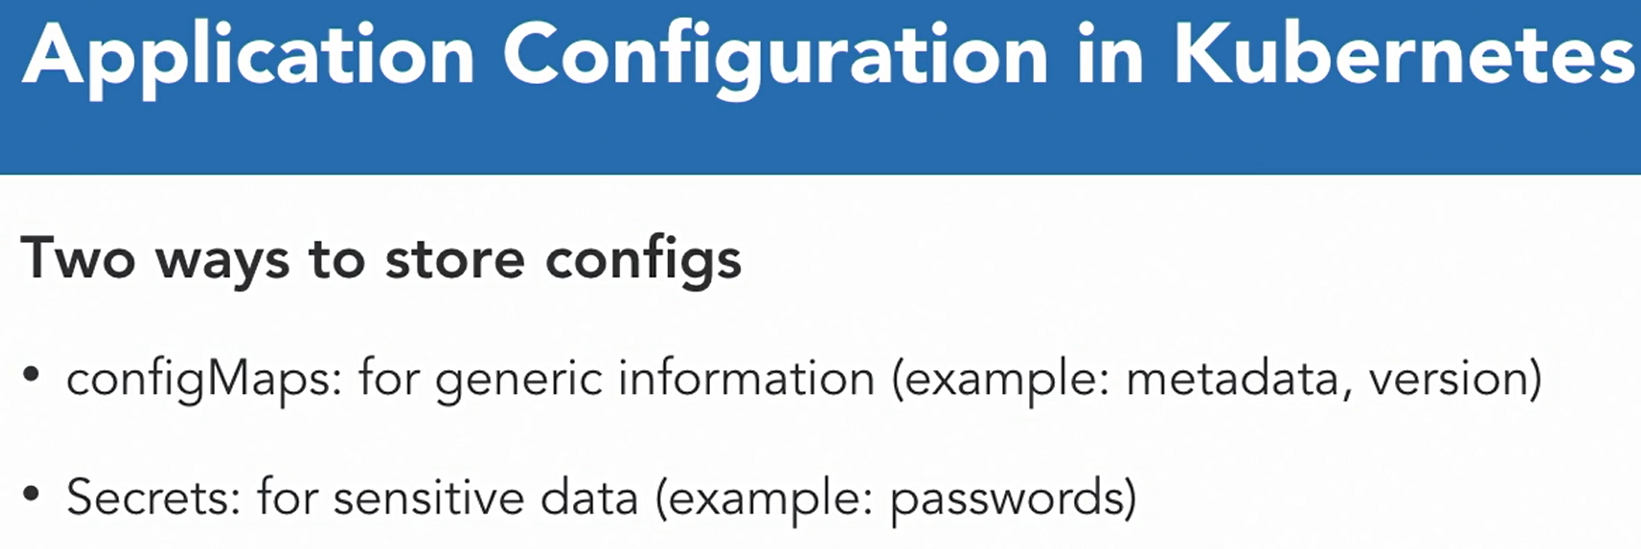 Application Configuration in Kubernetes
Two ways to store configs
• configMaps: for generic information (example: metadata, version)
• Secrets: for sensitive data (example: passwords)